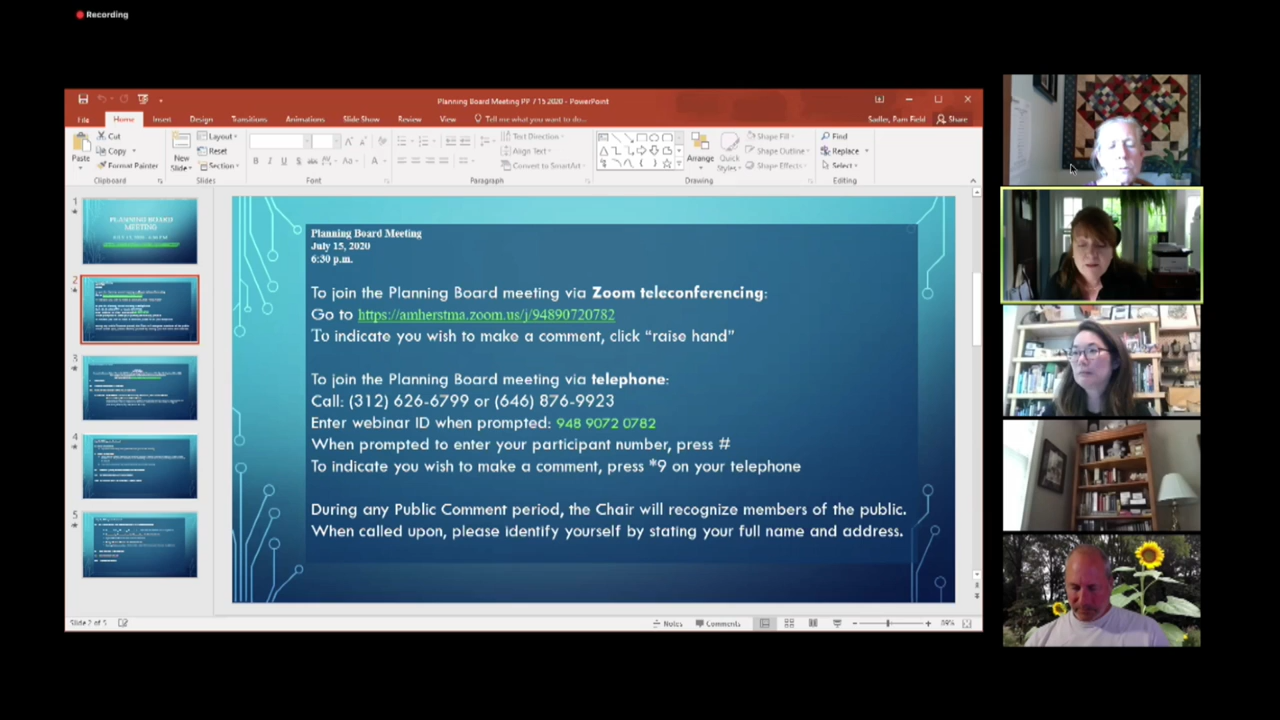 Recording
Planning Board Meeting PP 7 15 2020 - PowerPoint
File Home Insert Design Transitions Animations Slide Show Review View Tell me what you want to do...
Sadler, Pam Field Share
Paste
Cut
Copy
Format Painter
Clipboard
New Slide
Layout
Reset
Section
Slides
Font
Text Direction
Align Text
Convert to SmartArt
Paragraph
Arrange
Quick Styles
Shape Fill
Shape Outline
Shape Effects
Drawing
Find
Replace
Select
Editing
1
PLANNING BOARD
MEETING
2
3
4
5
Planning Board Meeting
July 15, 2020
6:30 p.m.
To join the Planning Board meeting via Zoom teleconferencing:
Go to https://amherstma.zoom.us/j/94890720782
To indicate you wish to make a comment, click “raise hand”
To join the Planning Board meeting via telephone:
Call: (312) 626-6799 or (646) 876-9923
Enter webinar ID when prompted: 948 9072 0782
When prompted to enter your participant number, press #
To indicate you wish to make a comment, press *9 on your telephone
During any Public Comment period, the Chair will recognize members of the public.
When called upon, please identify yourself by stating your full name and address.
Slide 2 of 5
Notes Comments
89%